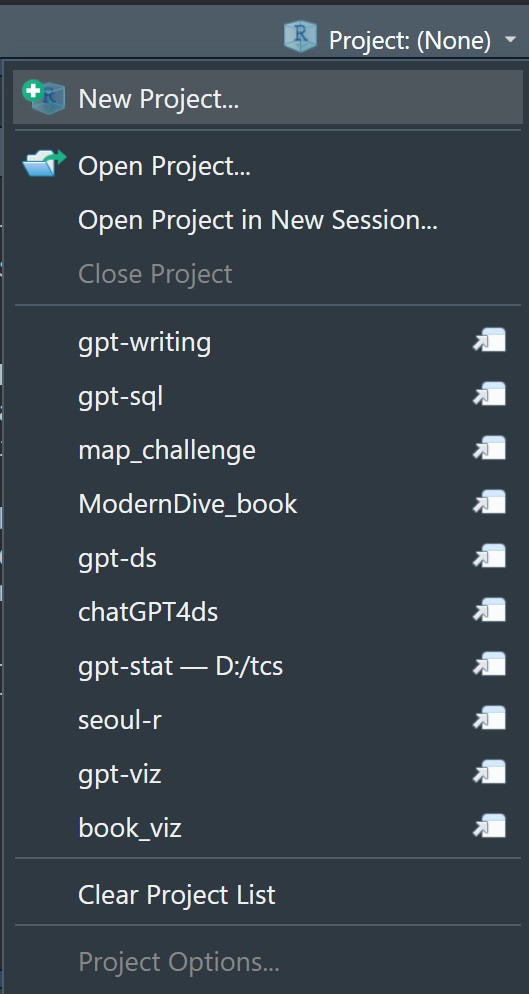 Project: (None)
New Project...
Open Project...
Open Project in New Session...
Close Project
gpt-writing
gpt-sql
map_challenge
ModernDive_book
gpt-ds
chatGPT4ds
gpt-stat — D:/tcs
seoul-r
gpt-viz
book_viz
Clear Project List
Project Options...